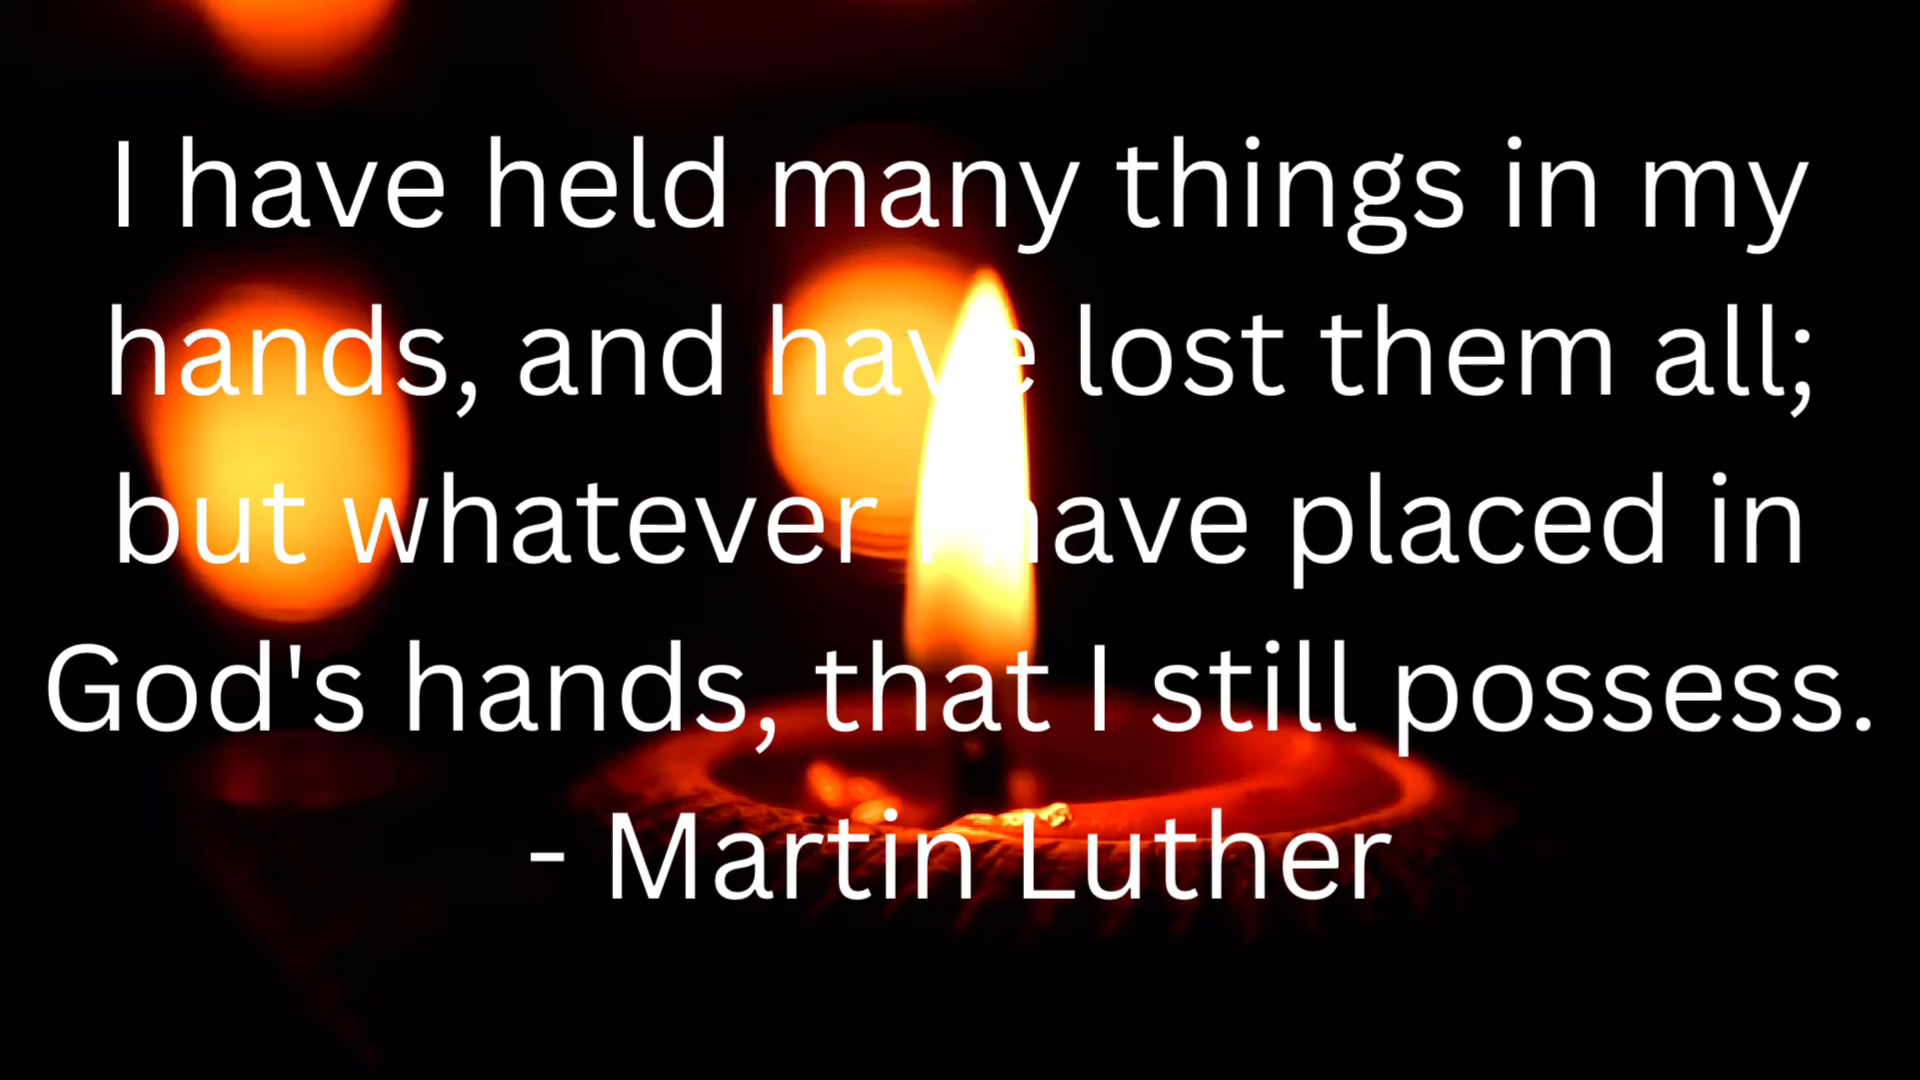 I have held many things in my
hands, and have lost them all;
but whatever I have placed in
God's hands, that I still possess.
- Martin Luther